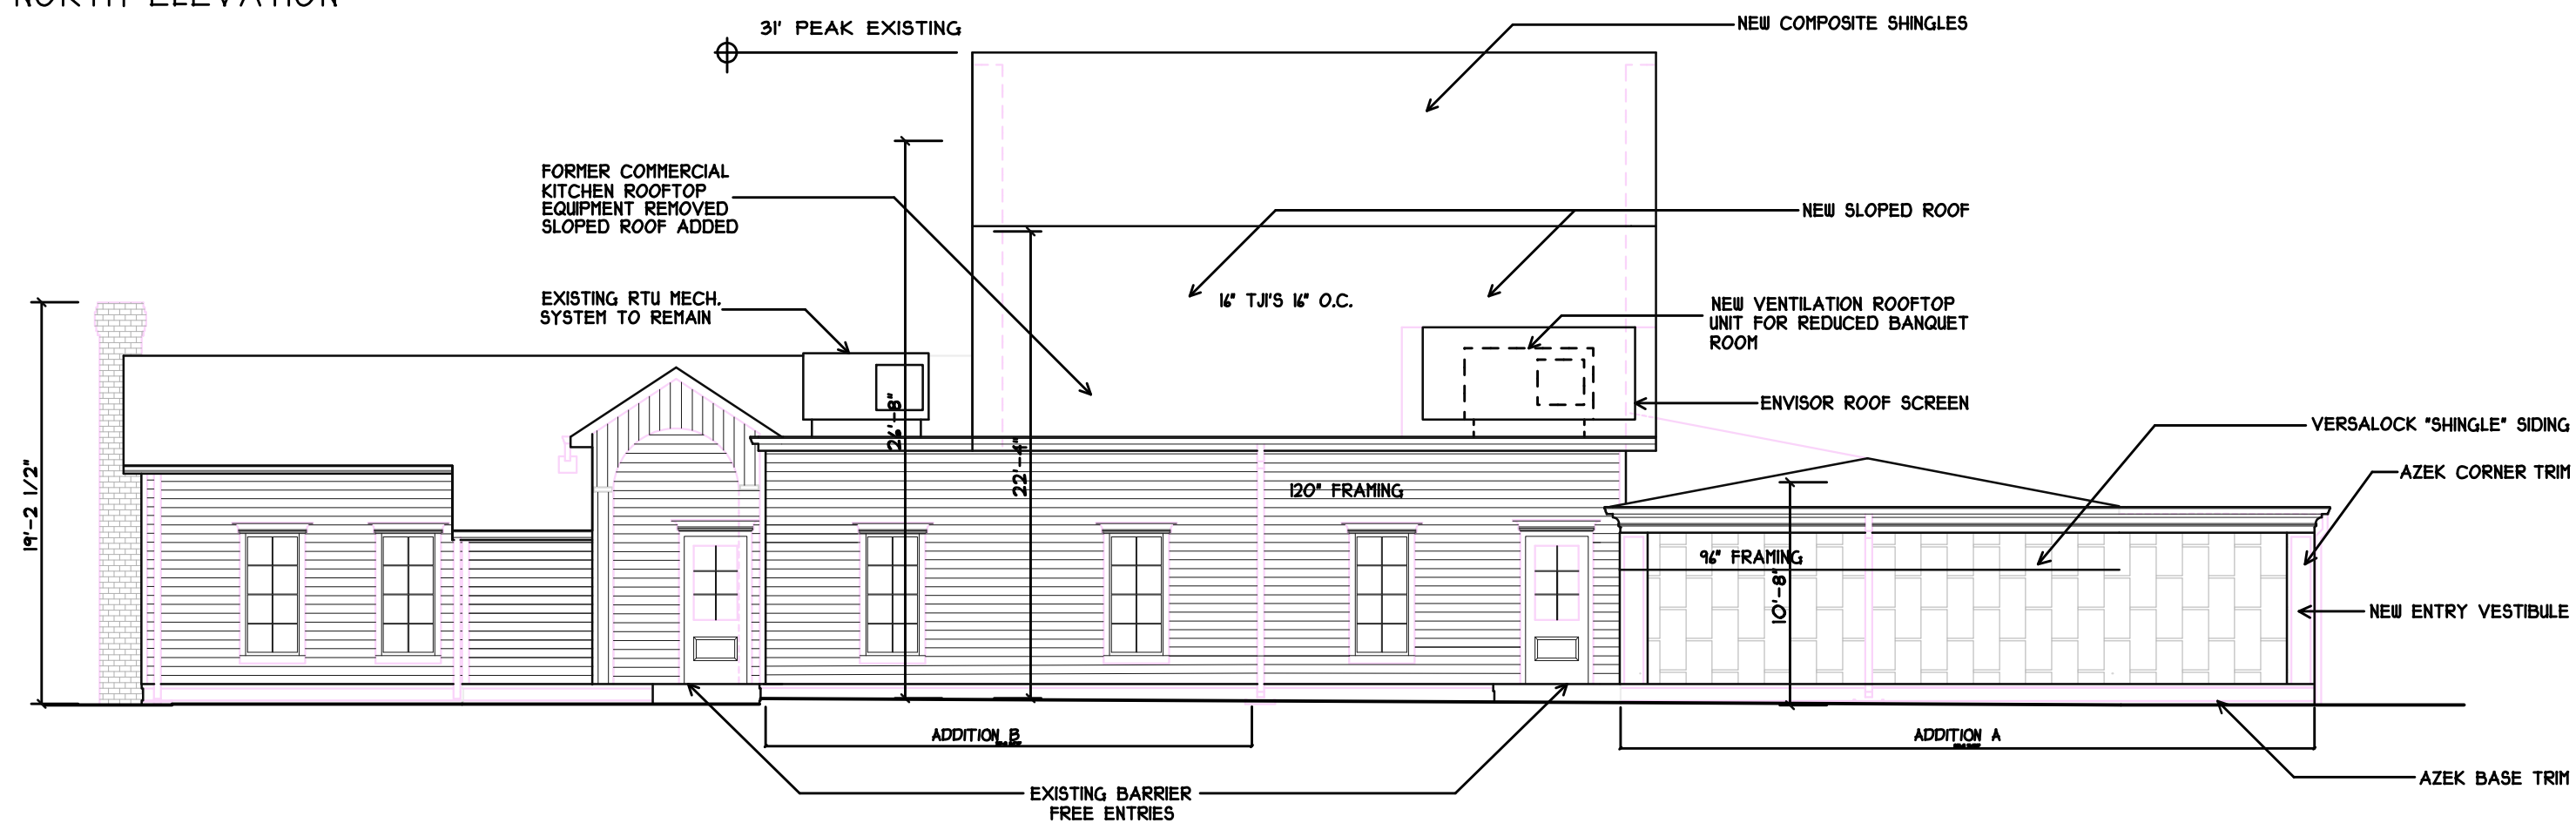 NORTH ELEVATION
31' PEAK EXISTING
NEW COMPOSITE SHINGLES
FORMER COMMERCIAL
KITCHEN ROOFTOP
EQUIPMENT REMOVED
SLOPED ROOF ADDED
NEW SLOPED ROOF
EXISTING RTU MECH.
SYSTEM TO REMAIN
16" TJI'S 16" O.C.
NEW VENTILATION ROOFTOP
UNIT FOR REDUCED BANQUET
ROOM
ENVISOR ROOF SCREEN
VERSALOCK "SHINGLE" SIDING
AZEK CORNER TRIM
19'-2 1/2"
26'-8"
22'-4"
120" FRAMING
96" FRAMING
10'-8"
NEW ENTRY VESTIBULE
ADDITION B
ADDITION A
AZEK BASE TRIM
EXISTING BARRIER
FREE ENTRIES